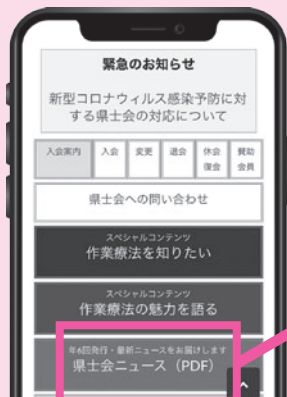 緊急のお知らせ
新型コロナウィルス感染予防に対
する県士会の対応について
入会案内 入会 変更 退会 休会 賛助
復会 会員
県士会への問い合わせ
スペシャルコンテンツ
作業療法を知りたい
スペシャルコンテンツ
作業療法の魅力を語る
年6回発行・最新ニュースをお届けします
県士会ニュース（PDF）